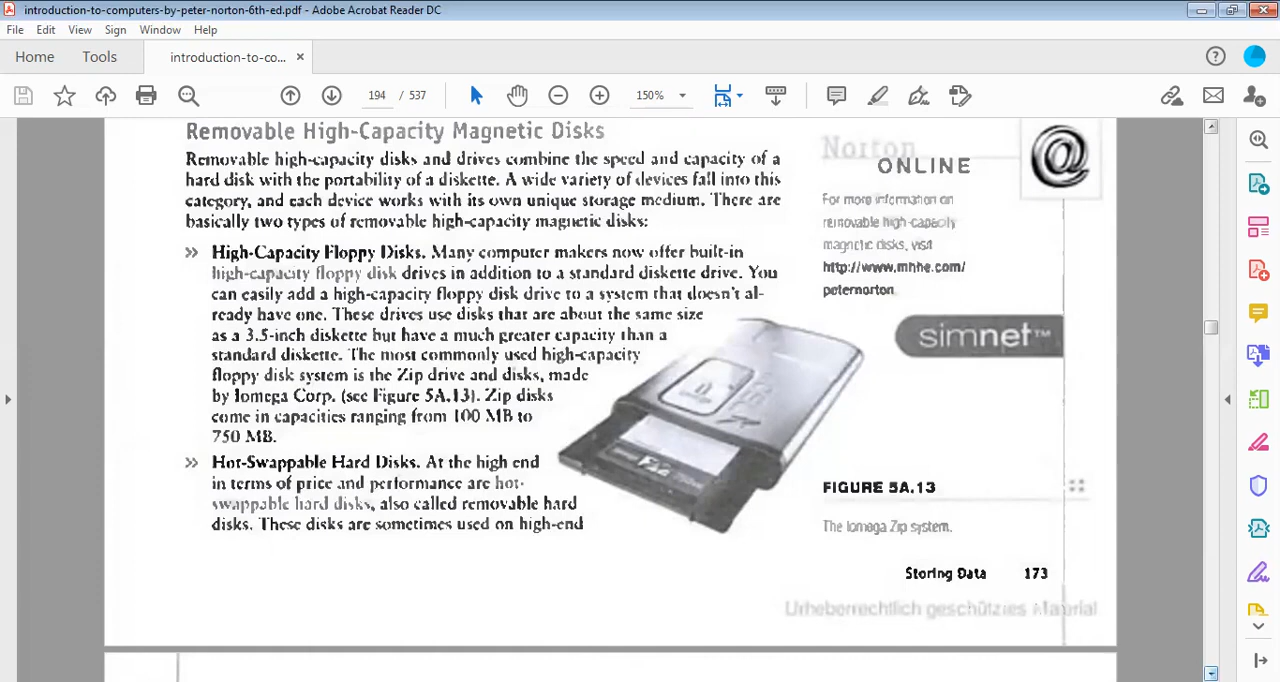 introduction-to-computers-by-peter-norton-6th-ed.pdf - Adobe Acrobat Reader DC
File Edit View Sign Window Help
Home Tools introduction-to-co... ×
194 / 537 150%
Removable High-Capacity Magnetic Disks
Removable high-capacity disks and drives combine the speed and capacity of a
hard disk with the portability of a diskette. A wide variety of devices fall into this
category, and each device works with its own unique storage medium. There are
basically two types of removable high-capacity magnetic disks:
» High-Capacity Floppy Disks. Many computer makers now offer built-in
high-capacity floppy disk drives in addition to a standard diskette drive. You
can easily add a high-capacity floppy disk drive to a system that doesn't al-
ready have one. These drives use disks that are about the same size
as a 3.5-inch diskette but have a much greater capacity than a
standard diskette. The most commonly used high-capacity
floppy disk system is the Zip drive and disks, made
by Iomega Corp. (see Figure 5A.13). Zip disks
come in capacities ranging from 100 MB to
750 MB.
» Hot-Swappable Hard Disks. At the high end
in terms of price and performance are hot-
swappable hard disks, also called removable hard
disks. These disks are sometimes used on high-end
Norton
ONLINE
@
For more information on
removable high-capacity
magnetic disks, visit
http://www.mhhe.com/
peternorton.
simnet™
FIGURE 5A.13
The Iomega Zip system.
Storing Data 173
Urheberrechtlich geschütztes Material